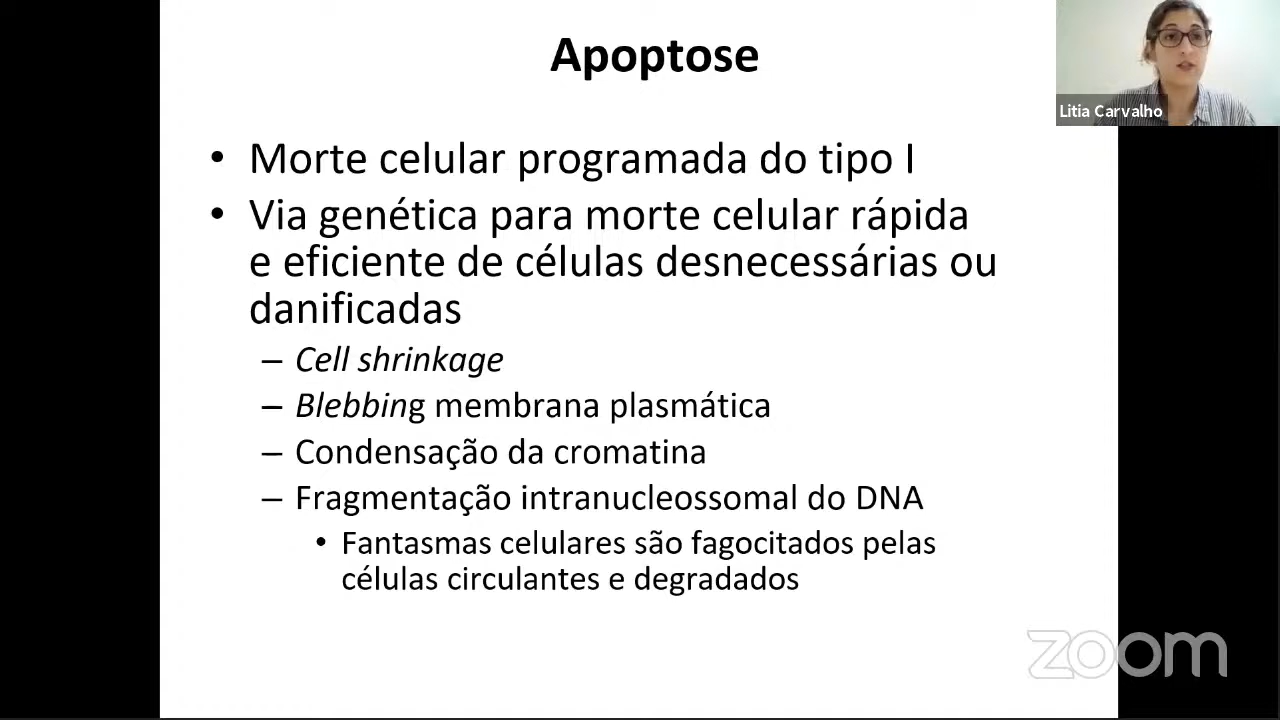 Apoptose
Litia Carvalho
• Morte celular programada do tipo I
• Via genética para morte celular rápida
e eficiente de células desnecessárias ou
danificadas
– Cell shrinkage
– Blebbing membrana plasmática
– Condensação da cromatina
– Fragmentação intranucleossomal do DNA
• Fantasmas celulares são fagocitados pelas
células circulantes e degradados
zoom